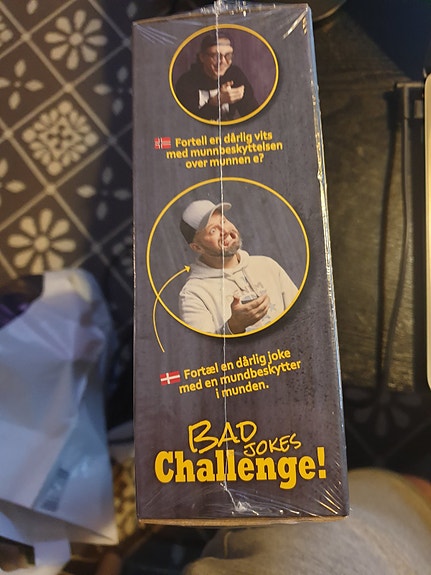 Fortell en dårlig vits
med munnbeskyttelsen
over munnen e?
Fortæl en dårlig joke
med en mundbeskytter
i munden.
BAD
JOKES
Challenge!